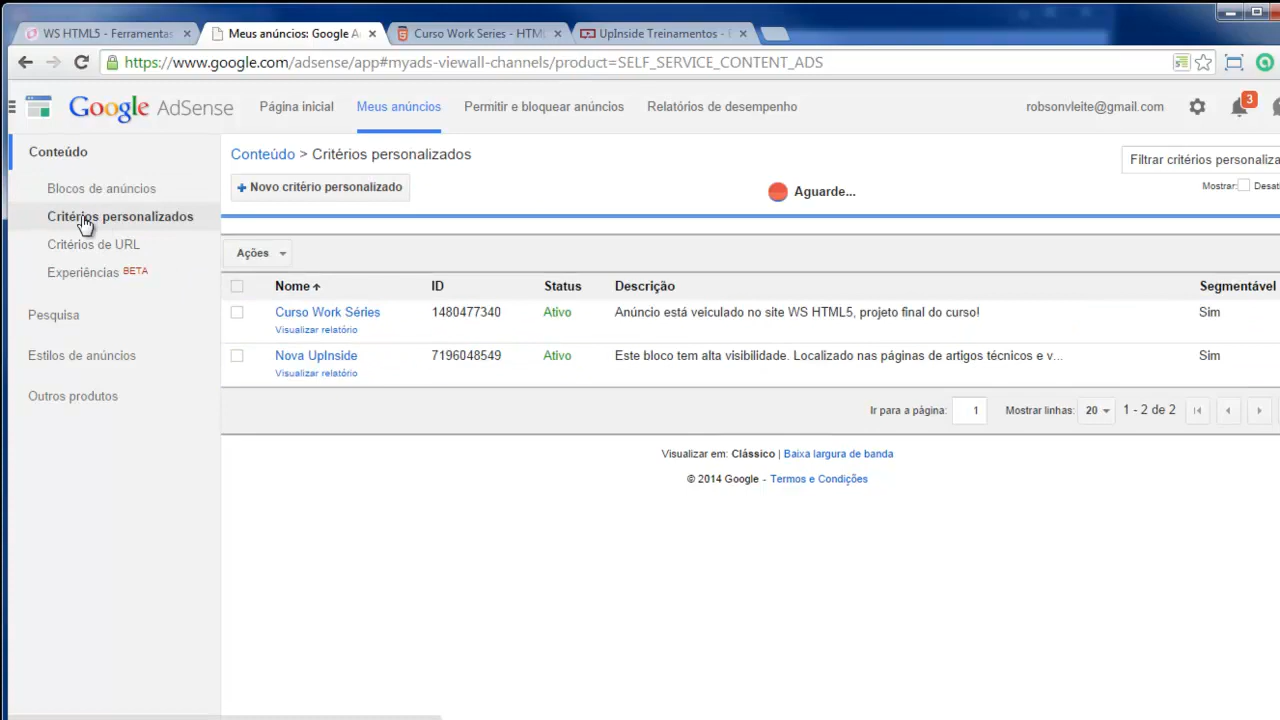 WS HTML5 - Ferramentas
Meus anúncios: Google A
Curso Work Series - HTML
UpInside Treinamentos -
https://www.google.com/adsense/app#myads-viewall-channels/product=SELF_SERVICE_CONTENT_ADS
Google AdSense
Página inicial
Meus anúncios
Permitir e bloquear anúncios
Relatórios de desempenho
robsonvleite@gmail.com
3
Conteúdo
Blocos de anúncios
Critérios personalizados
Critérios de URL
Experiências BETA
Pesquisa
Estilos de anúncios
Outros produtos
Conteúdo > Critérios personalizados
Filtrar critérios personaliza
+ Novo critério personalizado
Aguarde...
Mostrar: Desat
Ações
Nome ID Status Descrição Segmentável
Curso Work Séries 1480477340 Ativo Anúncio está veiculado no site WS HTML5, projeto final do curso! Sim
Visualizar relatório
Nova UpInside 7196048549 Ativo Este bloco tem alta visibilidade. Localizado nas páginas de artigos técnicos e v... Sim
Visualizar relatório
Ir para a página: 1 Mostrar linhas: 20 1 - 2 de 2
Visualizar em: Clássico | Baixa largura de banda
© 2014 Google - Termos e Condições